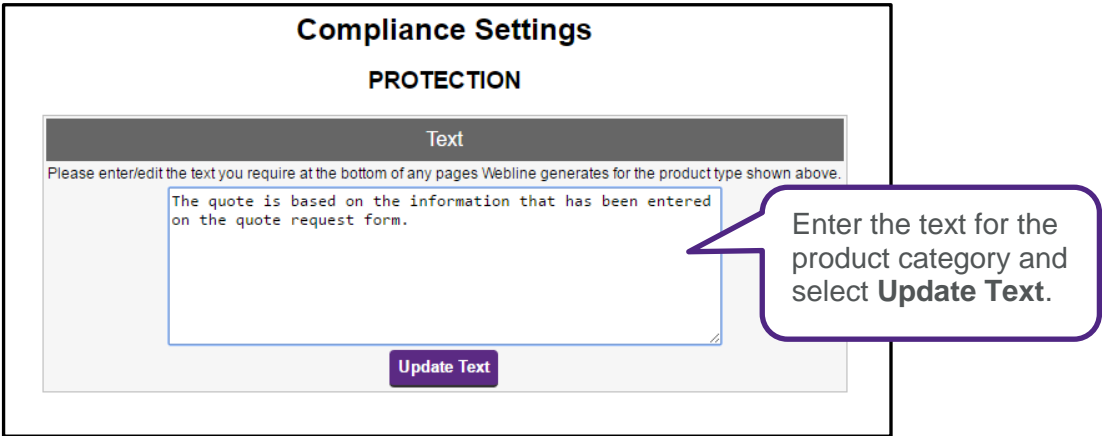 Compliance Settings
PROTECTION
Text
Please enter/edit the text you require at the bottom of any pages Webline generates for the product type shown above.
The quote is based on the information that has been entered
on the quote request form.
Enter the text for the
product category and
select Update Text.
Update Text